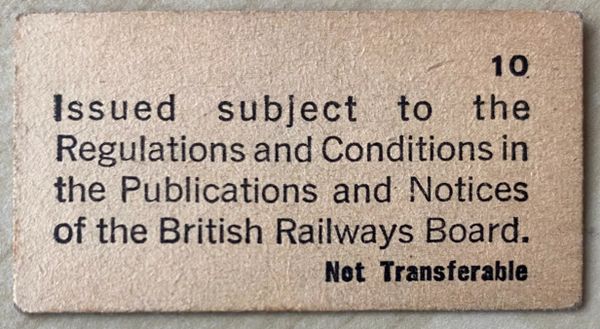 10
Issued subject to the
Regulations and Conditions in
the Publications and Notices
of the British Railways Board.
Not Transferable